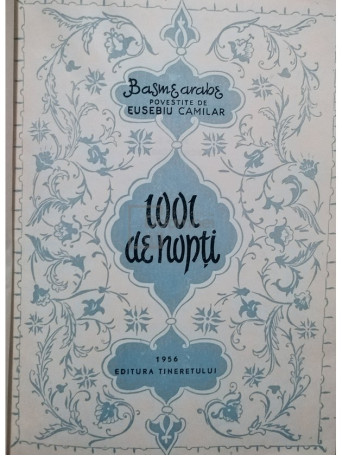 Basme arabe
POVESTITE DE
EUSEBIU CAMILAR
1001
de nopți
1956
EDITURA TINERETULUI